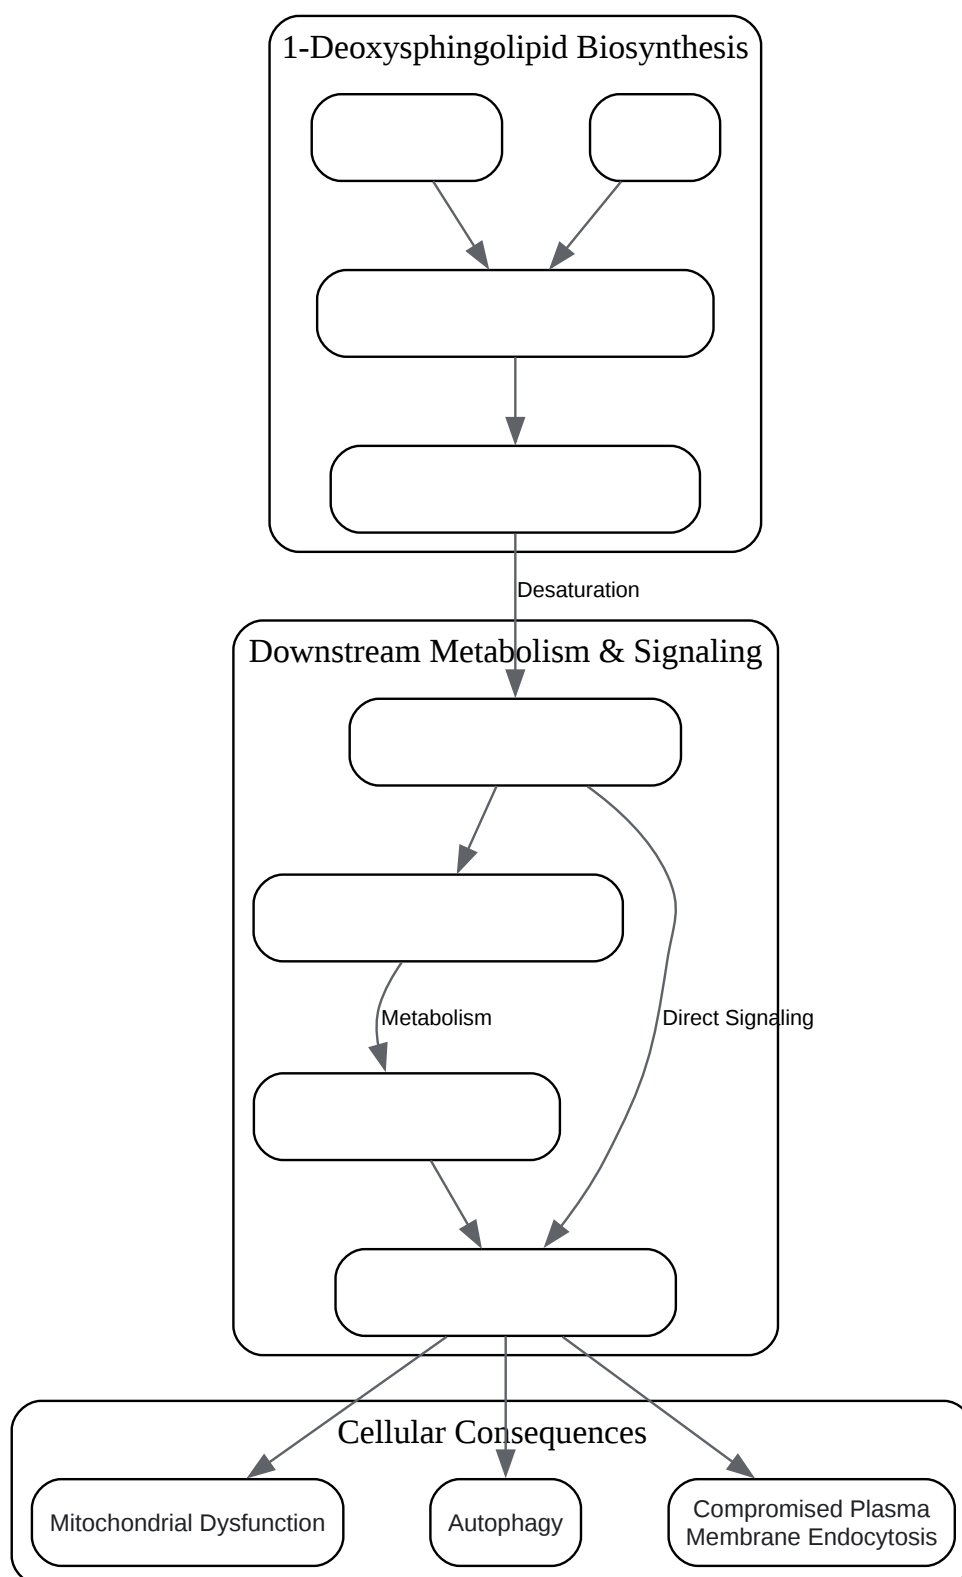 1-Deoxysphingolipid Biosynthesis
Desaturation
Downstream Metabolism & Signaling
Metabolism
Direct Signaling
Cellular Consequences
Mitochondrial Dysfunction
Autophagy
Compromised Plasma
Membrane Endocytosis